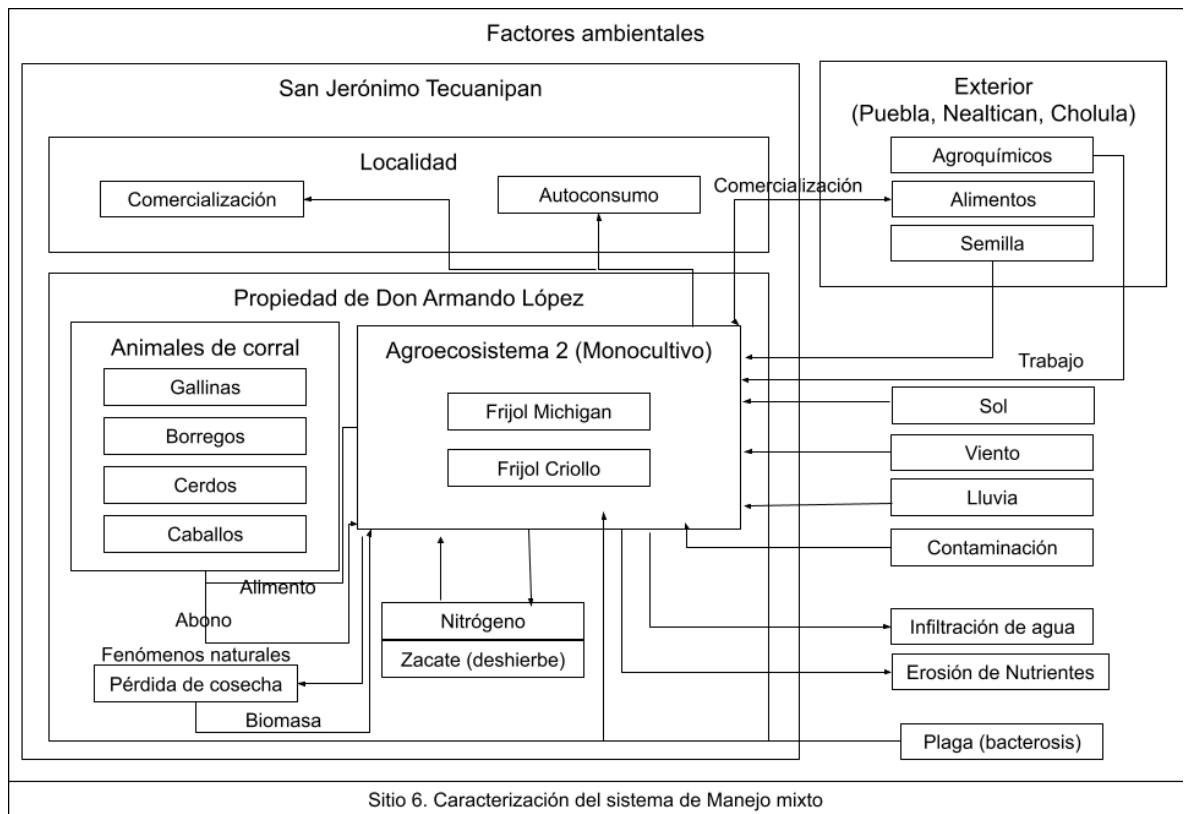 Factores ambientales
San Jerónimo Tecuanipan
Exterior
(Puebla, Nealtican, Cholula)
Localidad
Agroquímicos
Comercialización
Autoconsumo
Comercialización
Alimentos
Semilla
Propiedad de Don Armando López
Animales de corral
Agroecosistema 2 (Monocultivo)
Trabajo
Gallinas
Frijol Michigan
Sol
Borregos
Viento
Cerdos
Frijol Criollo
Lluvia
Caballos
Contaminación
Alimento
Abono
Nitrógeno
Infiltración de agua
Fenómenos naturales
Zacate (deshierbe)
Pérdida de cosecha
Erosión de Nutrientes
Biomasa
Plaga (bacterosis)
Sitio 6. Caracterización del sistema de Manejo mixto